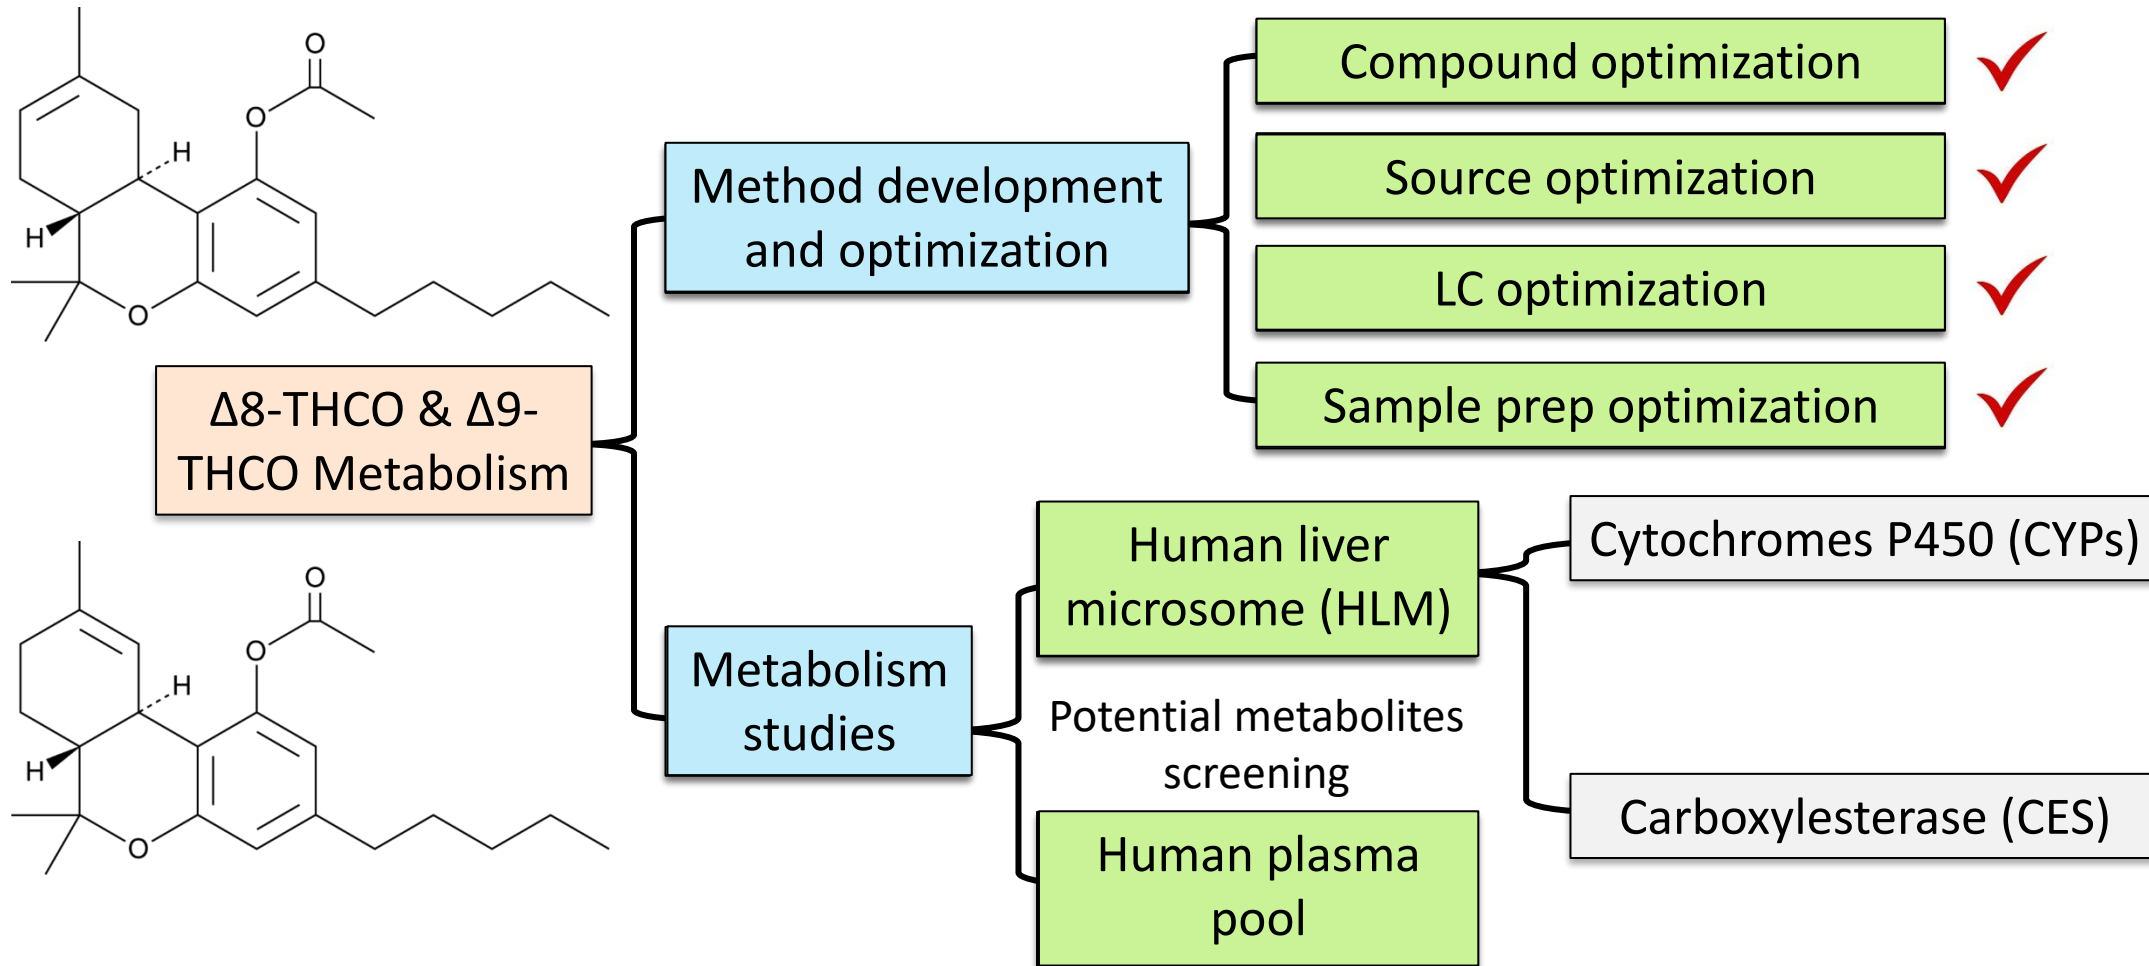 O
O
H
H
O
Δ8-THCO & Δ9-
THCO Metabolism
O
O
H
H
O
Method development
and optimization
Compound optimization
Source optimization
LC optimization
Sample prep optimization
Metabolism
studies
Human liver
microsome (HLM)
Potential metabolites
screening
Human plasma
pool
Cytochromes P450 (CYPs)
Carboxylesterase (CES)